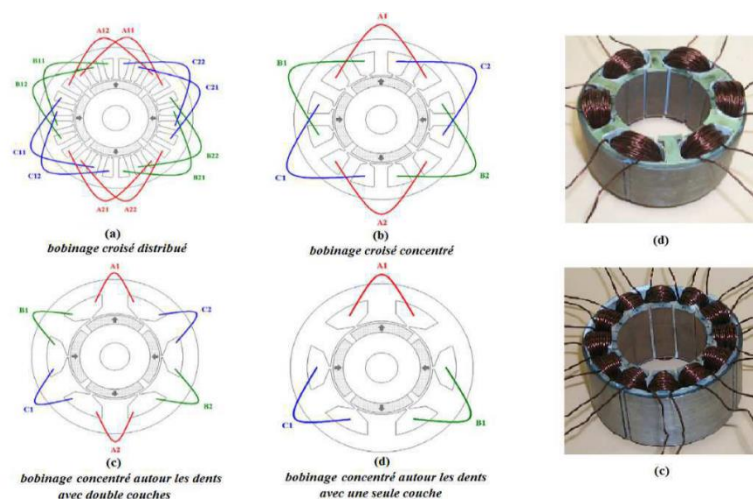 A12 A11
B11 C22
B12 C21
C11 B22
C12 B21
A21 A22
(a)
bobinage croisé distribué
A1
B1 C2
C1 B2
A2
(b)
bobinage croisé concentré
(d)
A1
B1 C2
C1 B2
A2
(c)
bobinage concentré autour les dents
avec double couches
A1
C1 B1
(d)
bobinage concentré autour les dents
avec une seule couche
(c)